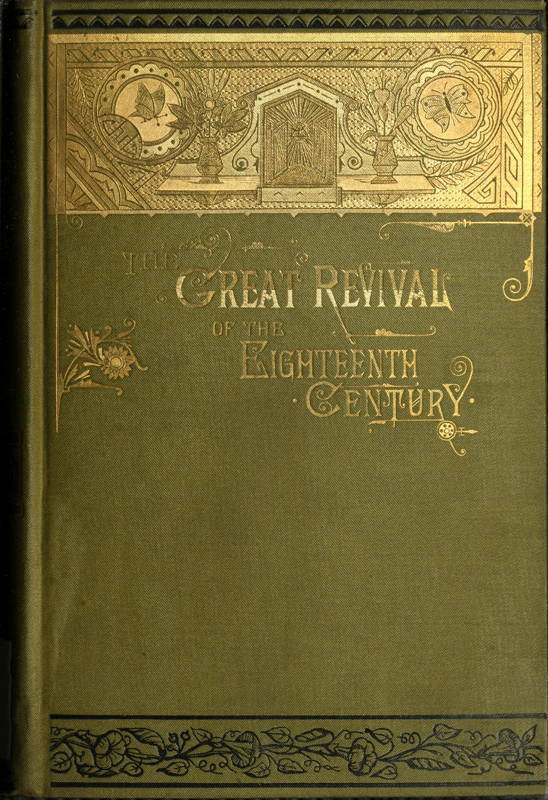 THE
GREAT REVIVAL
OF THE
EIGHTEENTH
· CENTURY ·